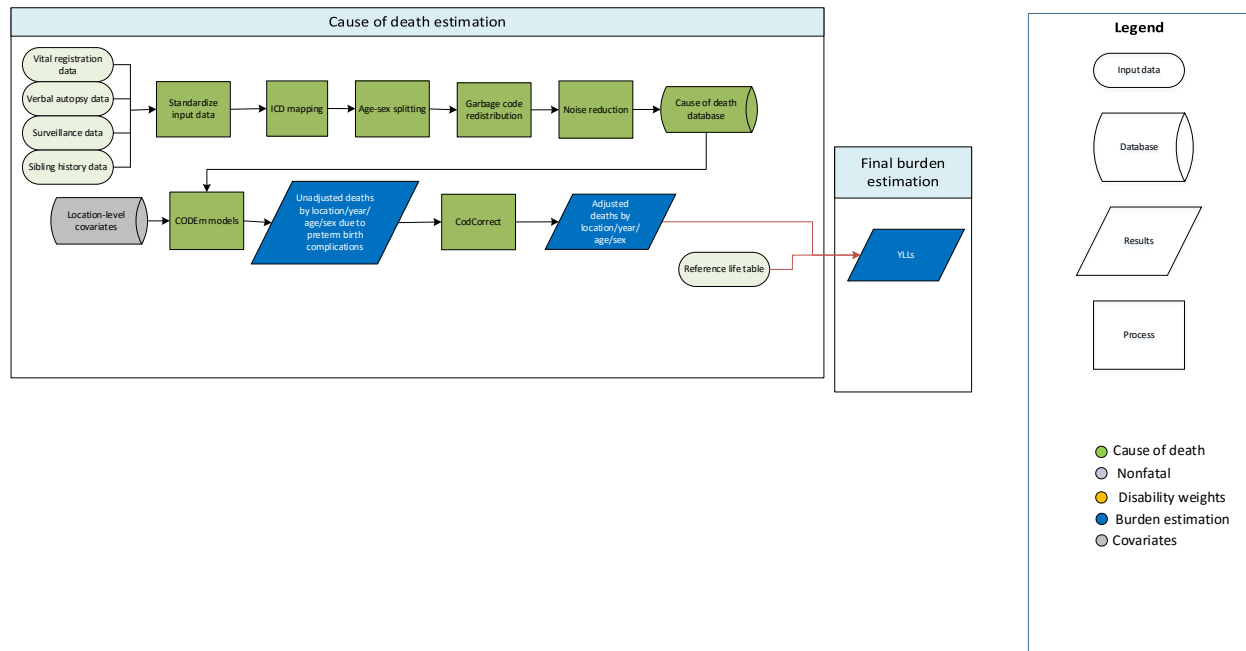 Cause of death estimation
Vital registration
data
Verbal autopsy data
Surveillance data
Sibling history data
Standardize
input data
ICD mapping
Age-sex splitting
Garbage code
redistribution
Noise reduction
Cause of death
database
Location-level
covariates
CODEm models
Unadjusted deaths
by location/year/
age/sex due to
preterm birth
complications
CodCorrect
Adjusted
deaths by
location/year/
age/sex
Reference life table
Final burden
estimation
YLLs
Legend
Input data
Database
Results
Process
Cause of death
Nonfatal
Disability weights
Burden estimation
Covariates